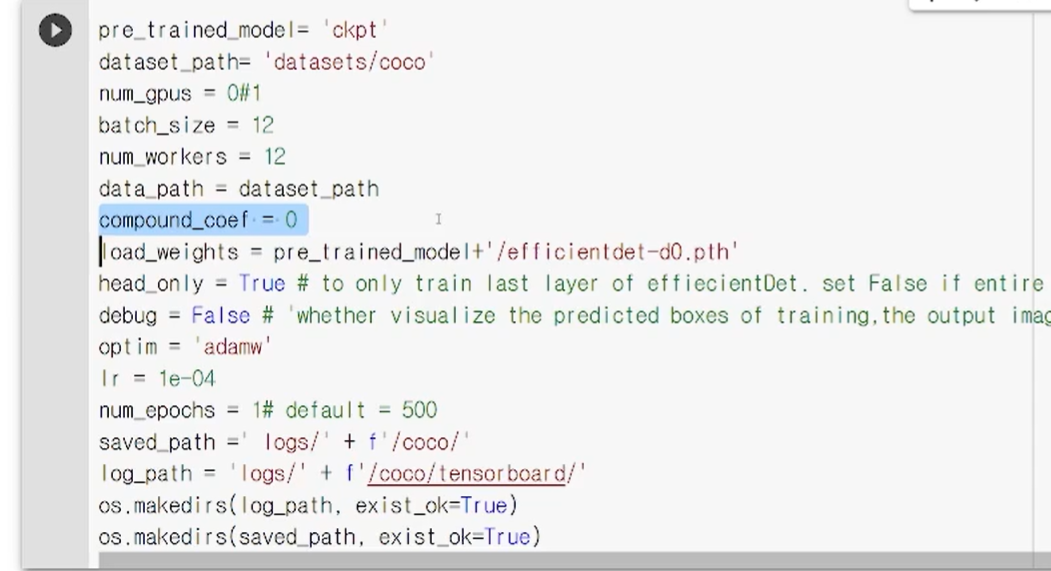 pre_trained_model= 'ckpt'
dataset_path= 'datasets/coco'
num_gpus = 0#1
batch_size = 12
num_workers = 12
data_path = dataset_path
compound_coef = 0
load_weights = pre_trained_model+'/efficientdet-d0.pth'
head_only = True # to only train last layer of effiecientDet. set False if entire
debug = False # 'whether visualize the predicted boxes of training,the output imag
optim = 'adamw'
lr = 1e-04
num_epochs = 1# default = 500
saved_path =' logs/' + f'/coco/'
log_path = 'logs/' + f'/coco/tensorboard/'
os.makedirs(log_path, exist_ok=True)
os.makedirs(saved_path, exist_ok=True)